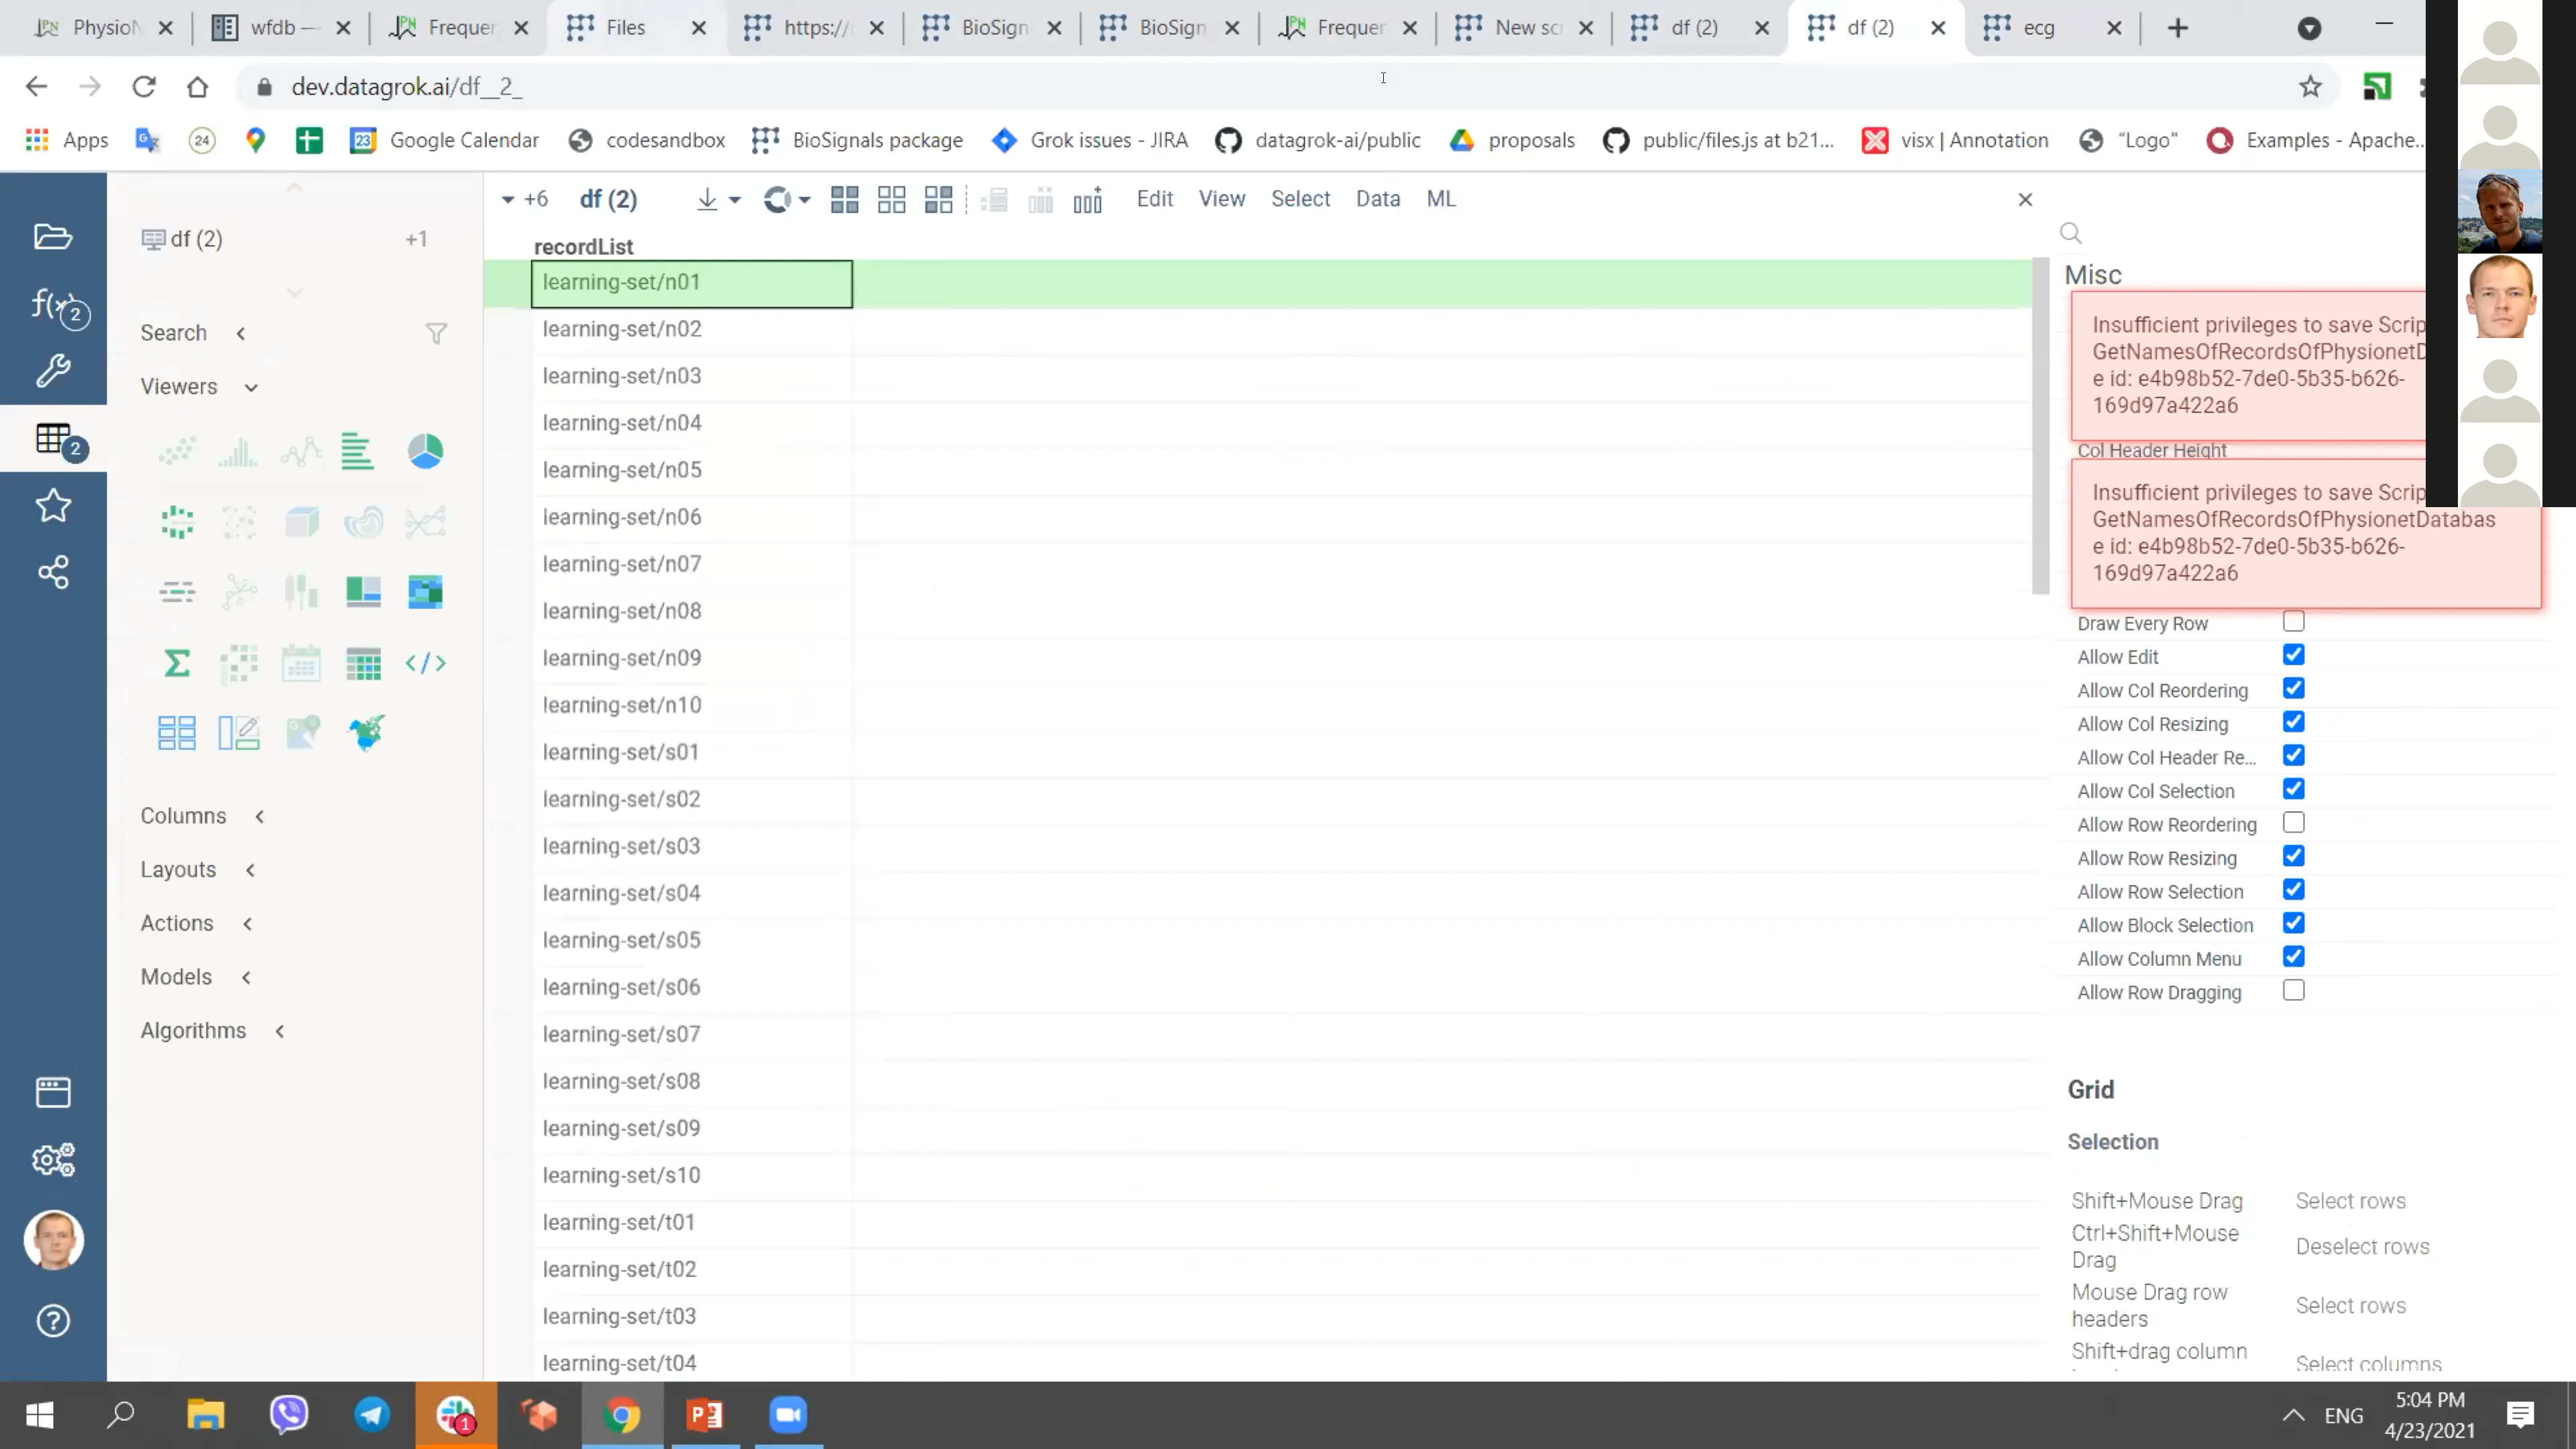 PhysioN
wfdb —
Frequer
Files
https://
BioSign
BioSign
Frequer
New scr
df (2)
df (2)
ecg
dev.datagrok.ai/df__2_
Apps
24
23
Google Calendar
codesandbox
BioSignals package
Grok issues - JIRA
datagrok-ai/public
proposals
public/files.js at b21...
visx | Annotation
“Logo”
Examples - Apache...
+6
df (2)
Edit
View
Select
Data
ML
df (2)
+1
f(x)
2
2
Search
Viewers
Columns
Layouts
Actions
Models
Algorithms
recordList
learning-set/n01
learning-set/n02
learning-set/n03
learning-set/n04
learning-set/n05
learning-set/n06
learning-set/n07
learning-set/n08
learning-set/n09
learning-set/n10
learning-set/s01
learning-set/s02
learning-set/s03
learning-set/s04
learning-set/s05
learning-set/s06
learning-set/s07
learning-set/s08
learning-set/s09
learning-set/s10
learning-set/t01
learning-set/t02
learning-set/t03
learning-set/t04
Misc
Insufficient privileges to save Scrip
GetNamesOfRecordsOfPhysionetD
e id: e4b98b52-7de0-5b35-b626-
169d97a422a6
Col Header Height
Insufficient privileges to save Scrip
GetNamesOfRecordsOfPhysionetDatabas
e id: e4b98b52-7de0-5b35-b626-
169d97a422a6
Draw Every Row
Allow Edit
Allow Col Reordering
Allow Col Resizing
Allow Col Header Re...
Allow Col Selection
Allow Row Reordering
Allow Row Resizing
Allow Row Selection
Allow Block Selection
Allow Column Menu
Allow Row Dragging
Grid
Selection
Shift+Mouse Drag Select rows
Ctrl+Shift+Mouse
Drag
Deselect rows
Mouse Drag row
headers
Select rows
Shift+drag column
Select columns
1
ENG
5:04 PM
4/23/2021